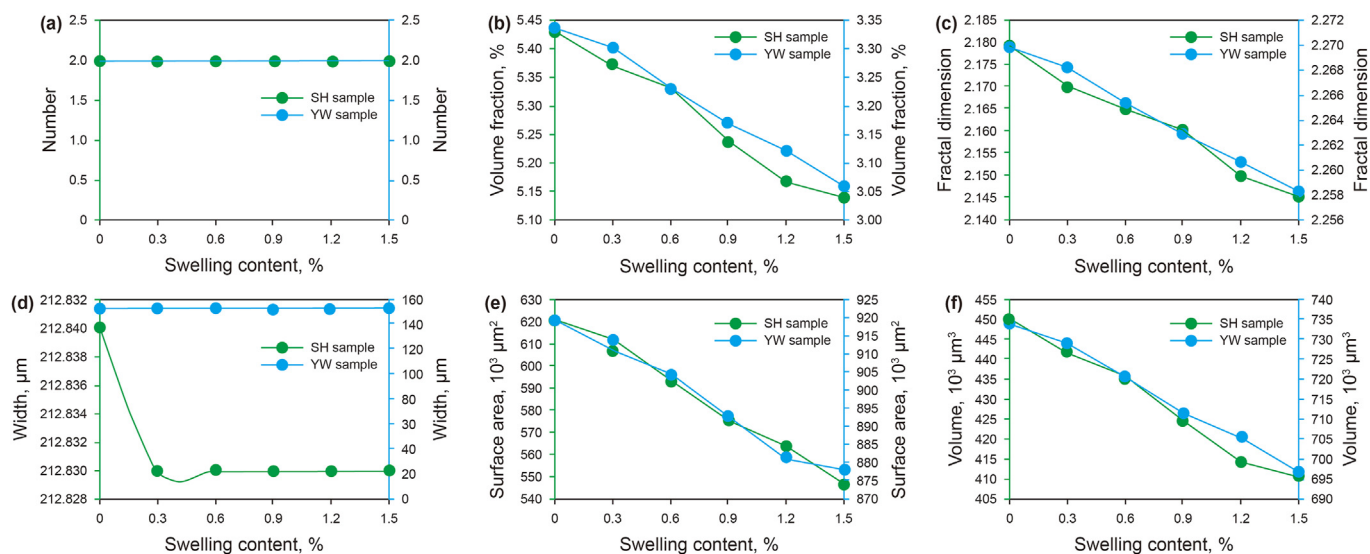 (a)
2.5
2.0
1.5
1.0
0.5
0
Number
2.5
2.0
1.5
1.0
0.5
0
Number
SH sample
YW sample
0 0.3 0.6 0.9 1.2 1.5
Swelling content, %
(b)
5.45
5.40
5.35
5.30
5.25
5.20
5.15
5.10
Volume fraction, %
3.35
3.30
3.25
3.20
3.15
3.10
3.05
3.00
Volume fraction, %
SH sample
YW sample
0 0.3 0.6 0.9 1.2 1.5
Swelling content, %
(c)
2.185
2.180
2.175
2.170
2.165
2.160
2.155
2.150
2.145
2.140
Fractal dimension
2.272
2.270
2.268
2.266
2.264
2.262
2.260
2.258
2.256
Fractal dimension
SH sample
YW sample
0 0.3 0.6 0.9 1.2 1.5
Swelling content, %
(d)
212.832
212.840
212.838
212.836
212.834
212.832
212.830
212.828
Width, µm
160
140
120
100
80
60
40
20
0
Width, µm
SH sample
YW sample
0 0.3 0.6 0.9 1.2 1.5
Swelling content, %
(e)
630
620
610
600
590
580
570
560
550
540
Surface area, 10³ µm²
925
920
915
910
905
900
895
890
885
880
875
870
Surface area, 10³ µm²
SH sample
YW sample
0 0.3 0.6 0.9 1.2 1.5
Swelling content, %
(f)
455
450
445
440
435
430
425
420
415
410
405
Volume, 10³ µm³
740
735
730
725
720
715
710
705
700
695
690
Volume, 10³ µm³
SH sample
YW sample
0 0.3 0.6 0.9 1.2 1.5
Swelling content, %